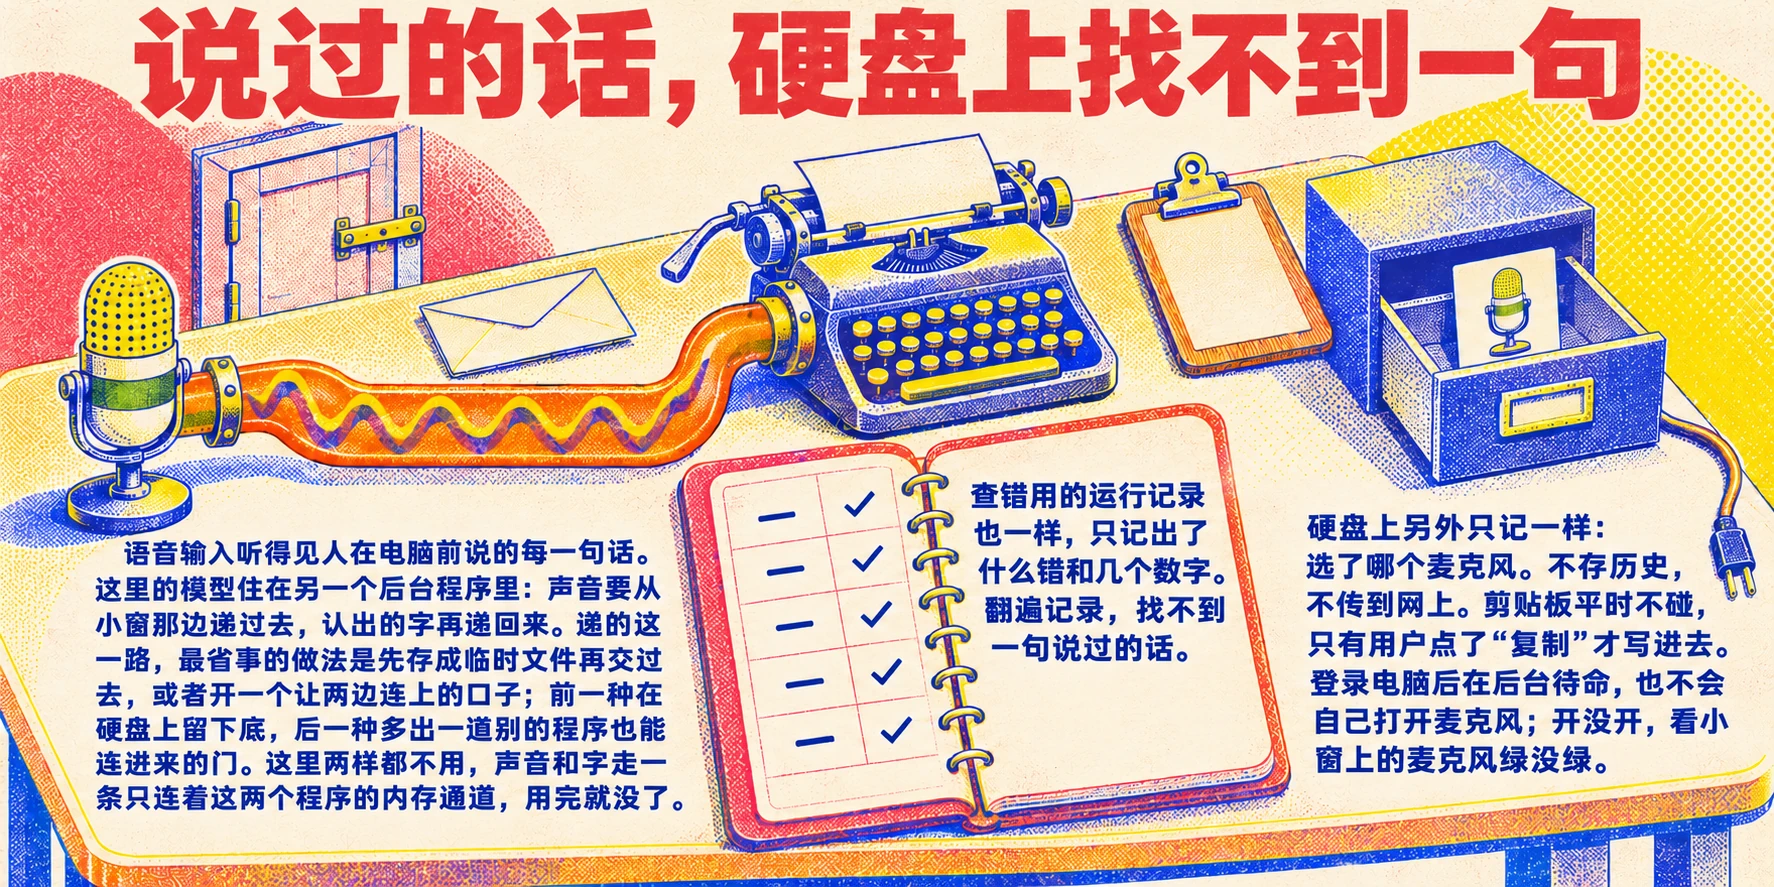 说过的话，硬盘上找不到一句
语音输入听得见人在电脑前说的每一句话。
这里的模型住在另一个后台程序里：声音要从
小窗那边递过去，认出的字再递回来。递的这
一路，最省事的做法是先存成临时文件再交过
去，或者开一个让两边连上的口子；前一种在
硬盘上留下底，后一种多出一道别的程序也能
连进来的门。这里两样都不用，声音和字走一
条只连着这两个程序的内存通道，用完就没了。
查错用的运行记录
也一样，只记出了
什么错和几个数字。
翻遍记录，找不到
一句说过的话。
硬盘上另外只记一样：
选了哪个麦克风。不存历史，
不传到网上。剪贴板平时不碰，
只有用户点了“复制”才写进去。
登录电脑后在后台待命，也不会
自己打开麦克风；开没开，看小
窗上的麦克风绿没绿。